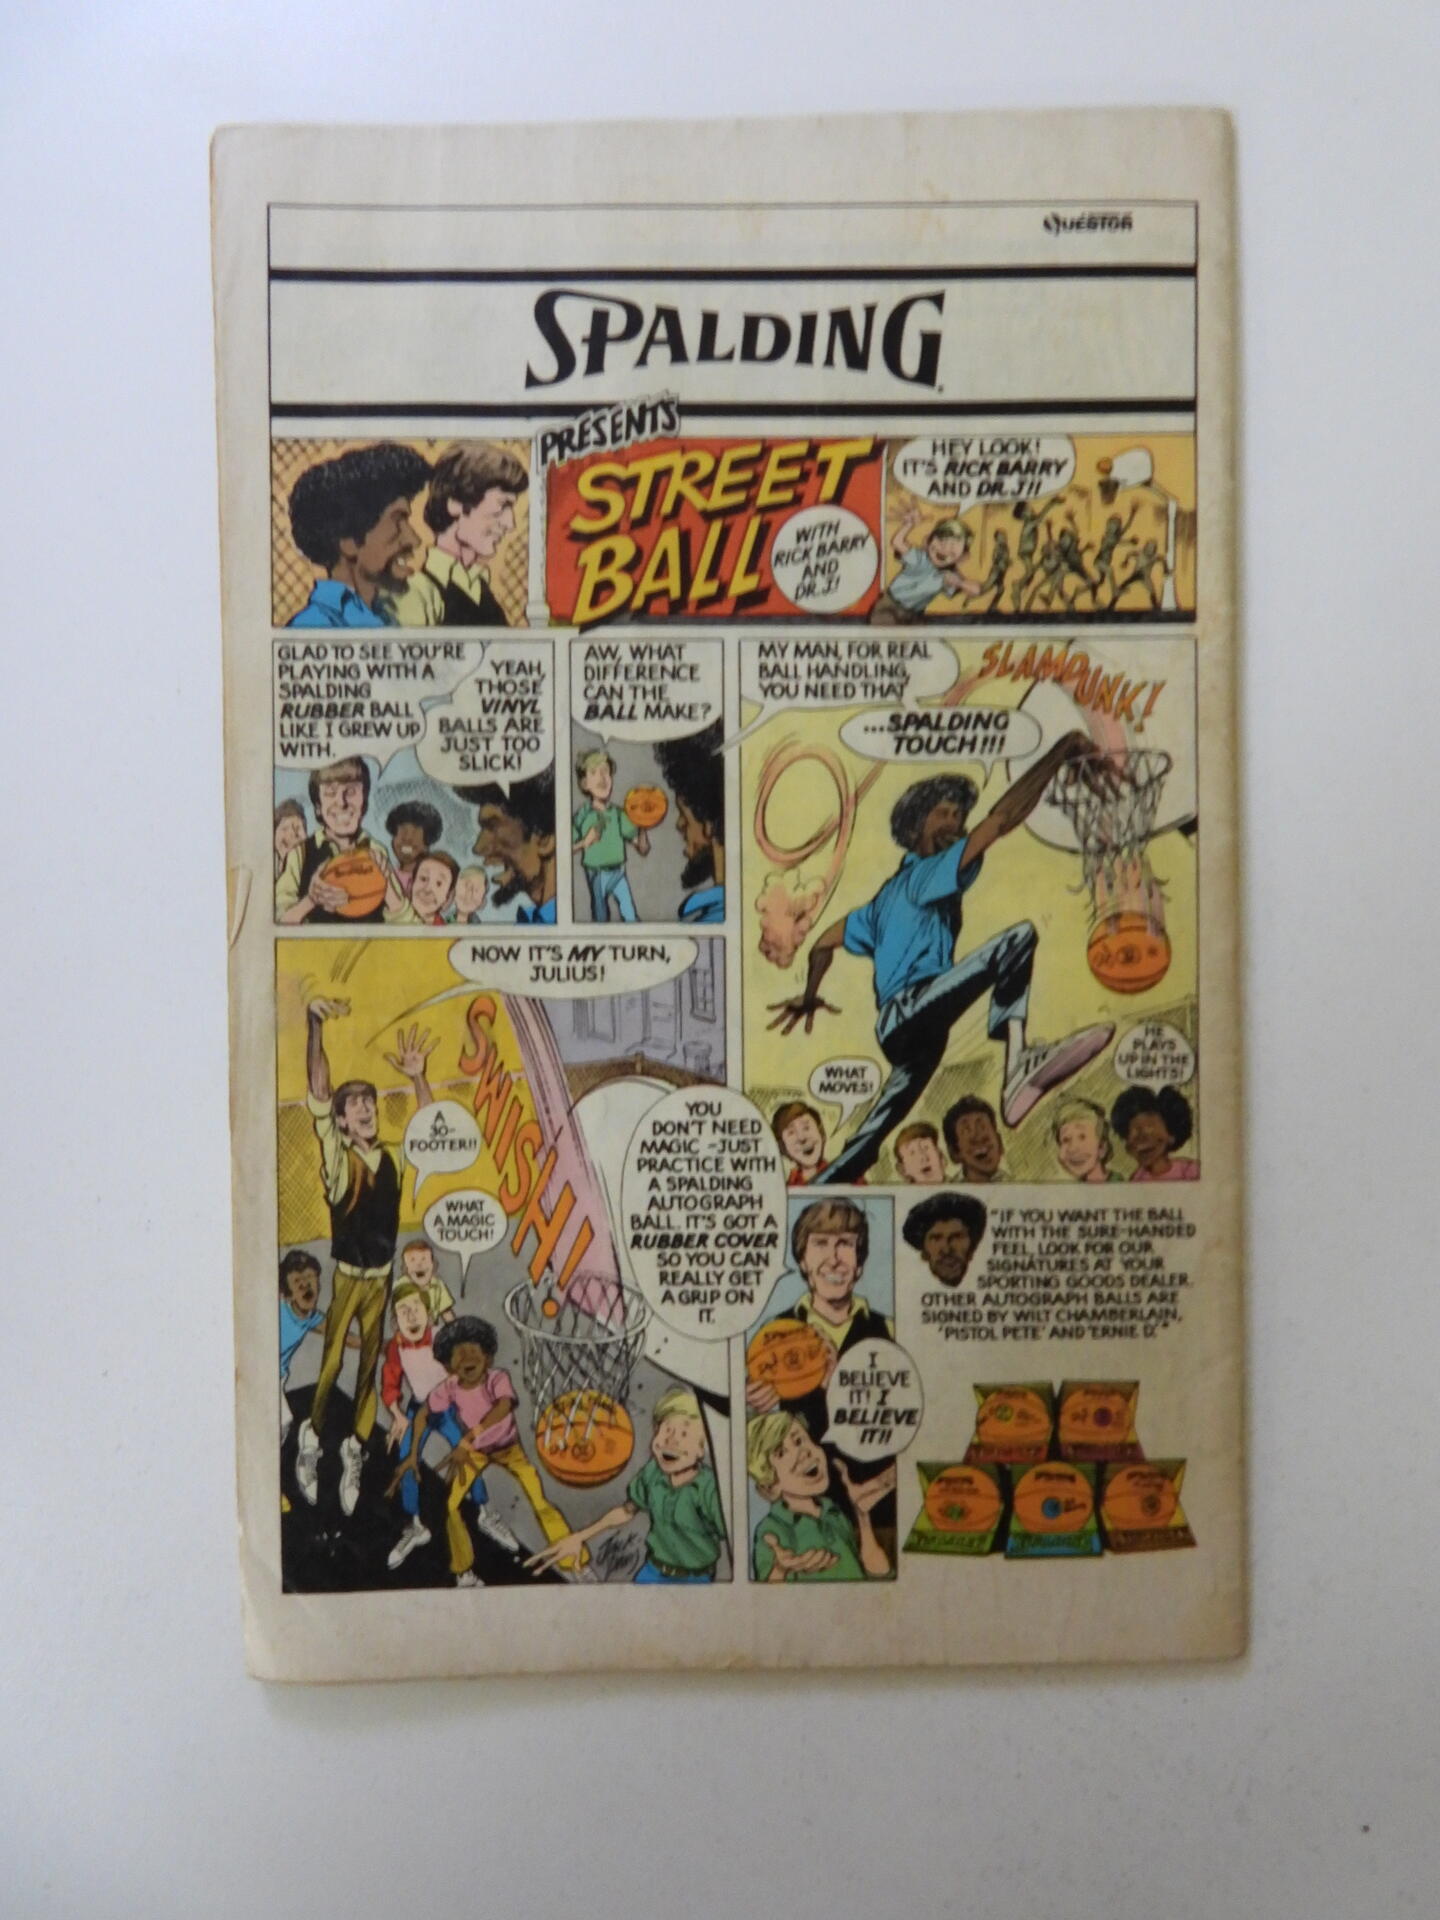 QUESTOR
SPALDING
PRESENTS
STREET
BALL
WITH
RICK BARRY
AND
DR. J!
HEY LOOK!
IT'S RICK BARRY
AND DR. J!!
GLAD TO SEE YOU'RE
PLAYING WITH A
SPALDING
RUBBER BALL
LIKE I GREW UP
WITH.
YEAH,
THOSE
VINYL
BALLS ARE
JUST TOO
SLICK!
AW, WHAT
DIFFERENCE
CAN THE
BALL MAKE?
MY MAN, FOR REAL
BALL HANDLING,
YOU NEED THAT
...SPALDING
TOUCH!!!
SLAMDUNK!
WHAT
MOVES!
HE
PLAYS
UP IN THE
LIGHTS!
NOW IT'S MY TURN,
JULIUS!
SWISH!
A
30-
FOOTER!!
WHAT
A MAGIC
TOUCH!
YOU
DON'T NEED
MAGIC -JUST
PRACTICE WITH
A SPALDING
AUTOGRAPH
BALL. IT'S GOT A
RUBBER COVER
SO YOU CAN
REALLY GET
A GRIP ON
IT.
JACK
DAVIS
I
BELIEVE
IT! I
BELIEVE
IT!!
"IF YOU WANT THE BALL
WITH THE SURE-HANDED
FEEL, LOOK FOR OUR
SIGNATURES AT YOUR
SPORTING GOODS DEALER.
OTHER AUTOGRAPH BALLS ARE
SIGNED BY WILT CHAMBERLAIN,
'PISTOL PETE' AND 'ERNIE D.'"